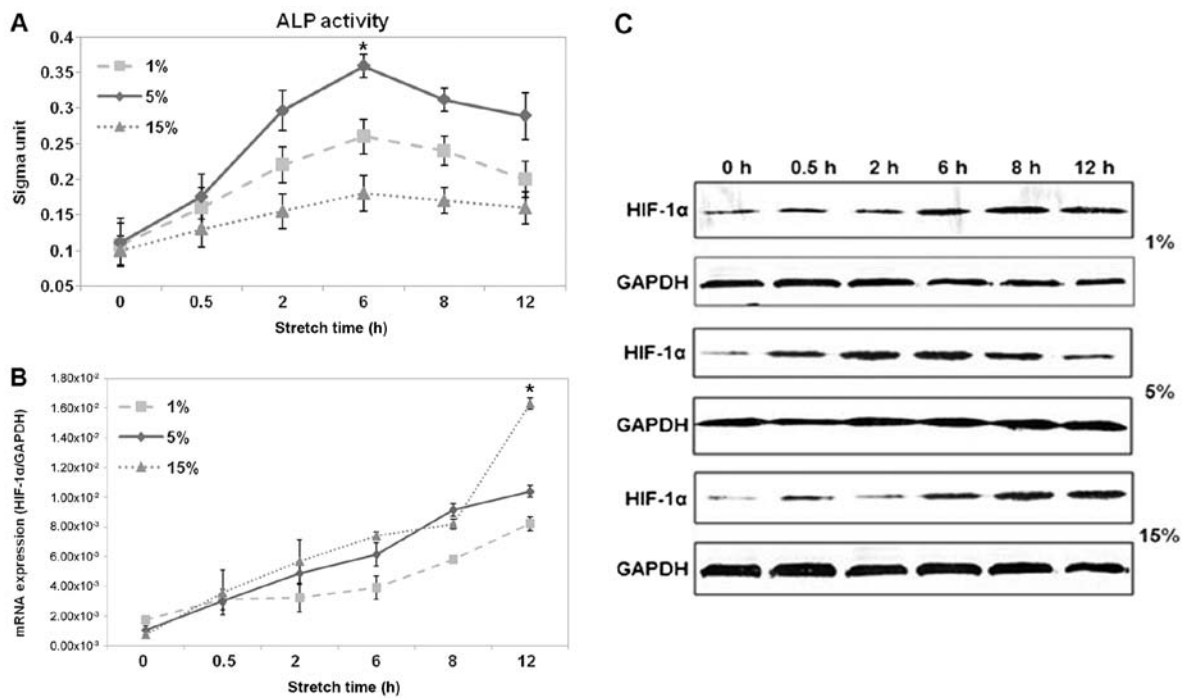 A
ALP activity
Sigma unit
0.4
0.35
0.3
0.25
0.2
0.15
0.1
0.05
1%
5%
15%
*
0 0.5 2 6 8 12
Stretch time (h)
B
mRNA expression (HIF-1α/GAPDH)
1.80x10-2
1.60x10-2
1.40x10-2
1.20x10-2
1.00x10-2
8.00x10-3
6.00x10-3
4.00x10-3
2.00x10-3
0.00x10-3
1%
5%
15%
*
0 0.5 2 6 8 12
Stretch time (h)
C
0 h 0.5 h 2 h 6 h 8 h 12 h
HIF-1α
1%
GAPDH
HIF-1α
5%
GAPDH
HIF-1α
15%
GAPDH